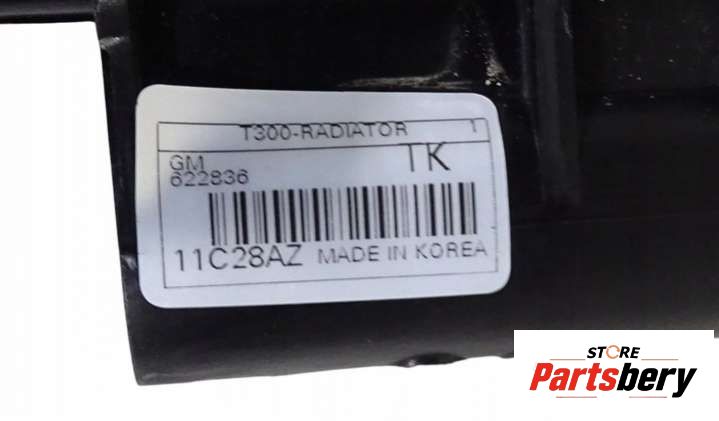 T300-RADIATOR 1
GM TK
622836
11C28AZ MADE IN KOREA
STORE
Partsbery